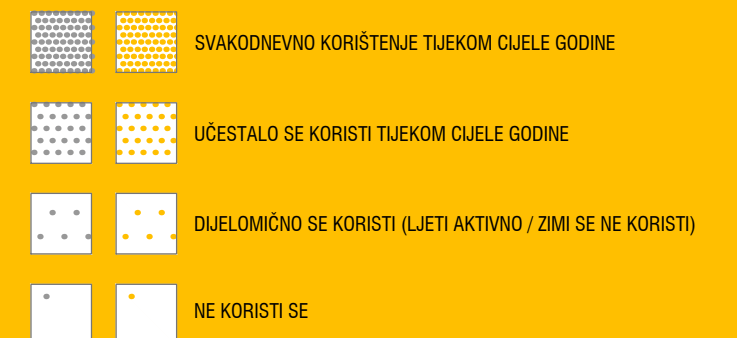 SVAKODNEVNO KORIŠTENJE TIJEKOM CIJELE GODINE
UČESTALO SE KORISTI TIJEKOM CIJELE GODINE
DIJELOMIČNO SE KORISTI (LJETI AKTIVNO / ZIMI SE NE KORISTI)
NE KORISTI SE